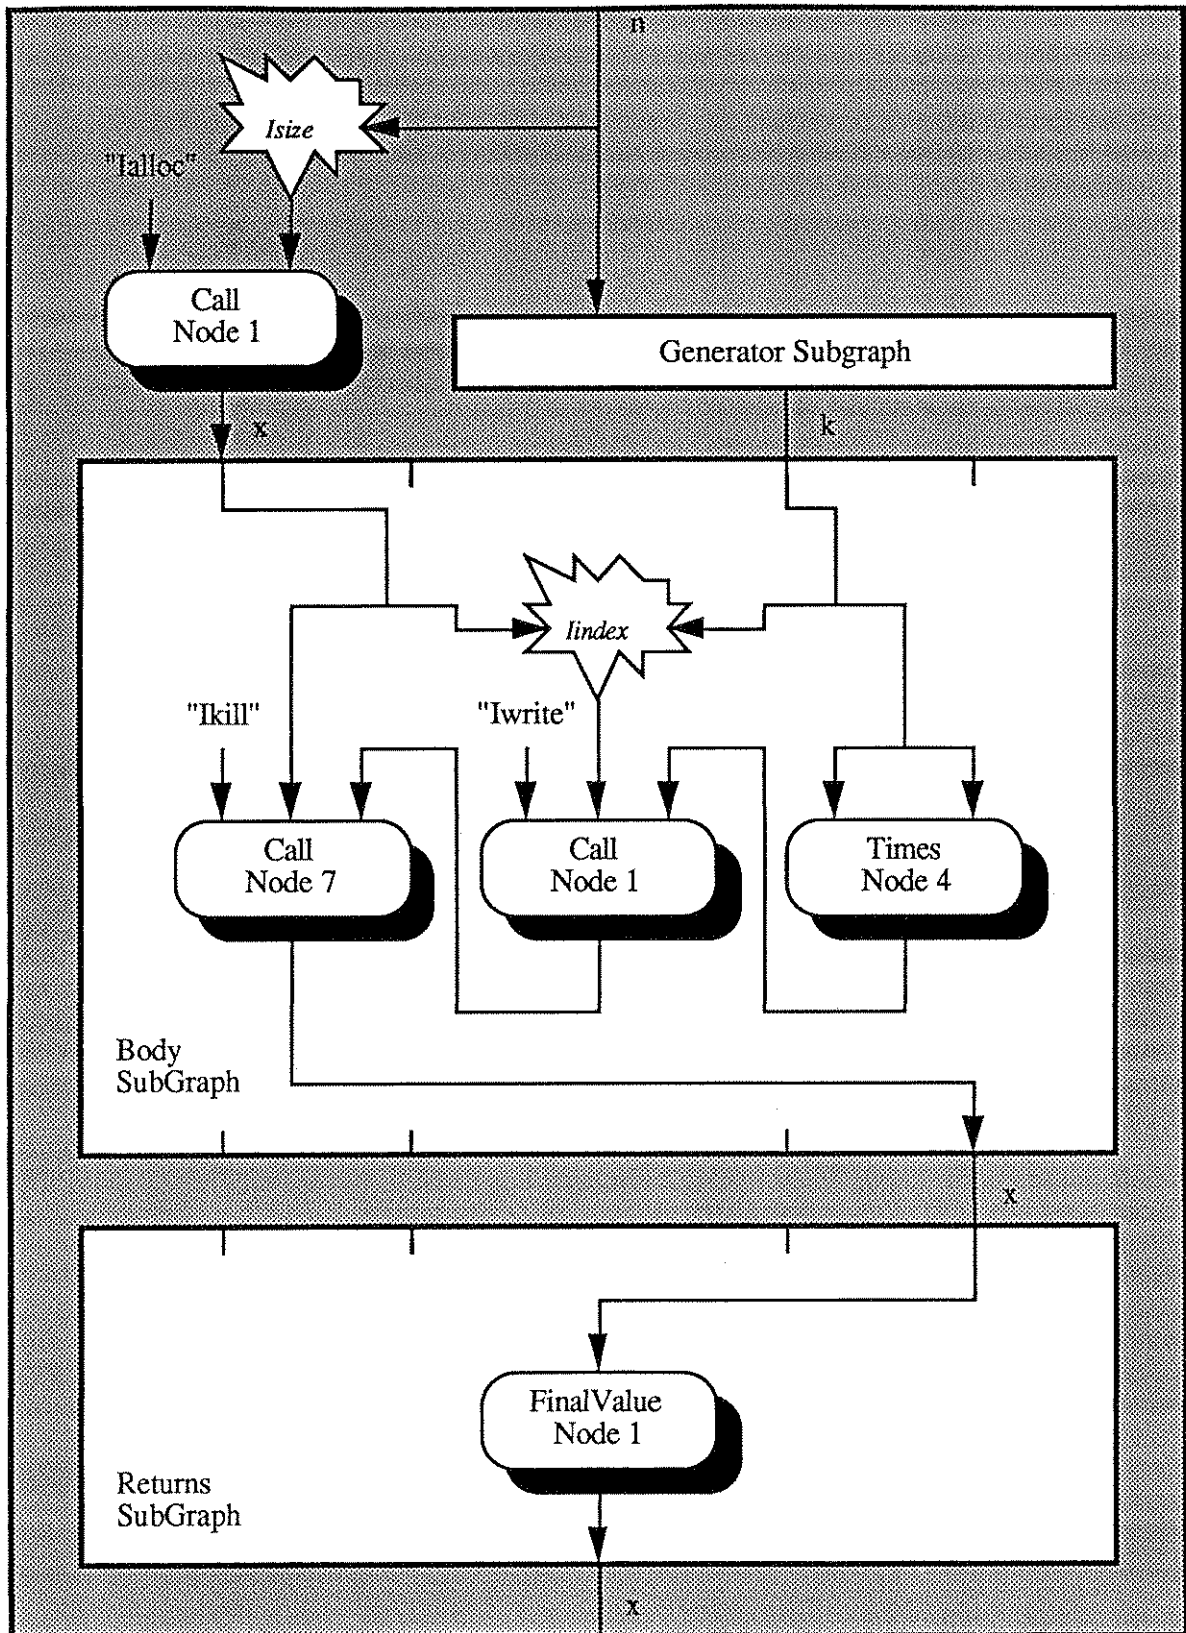 n
Isize
"Ialloc"
Call
Node 1
Generator Subgraph
x
k
Iindex
"Ikill"
"Iwrite"
Call
Node 7
Call
Node 1
Times
Node 4
Body
SubGraph
x
FinalValue
Node 1
Returns
SubGraph
x